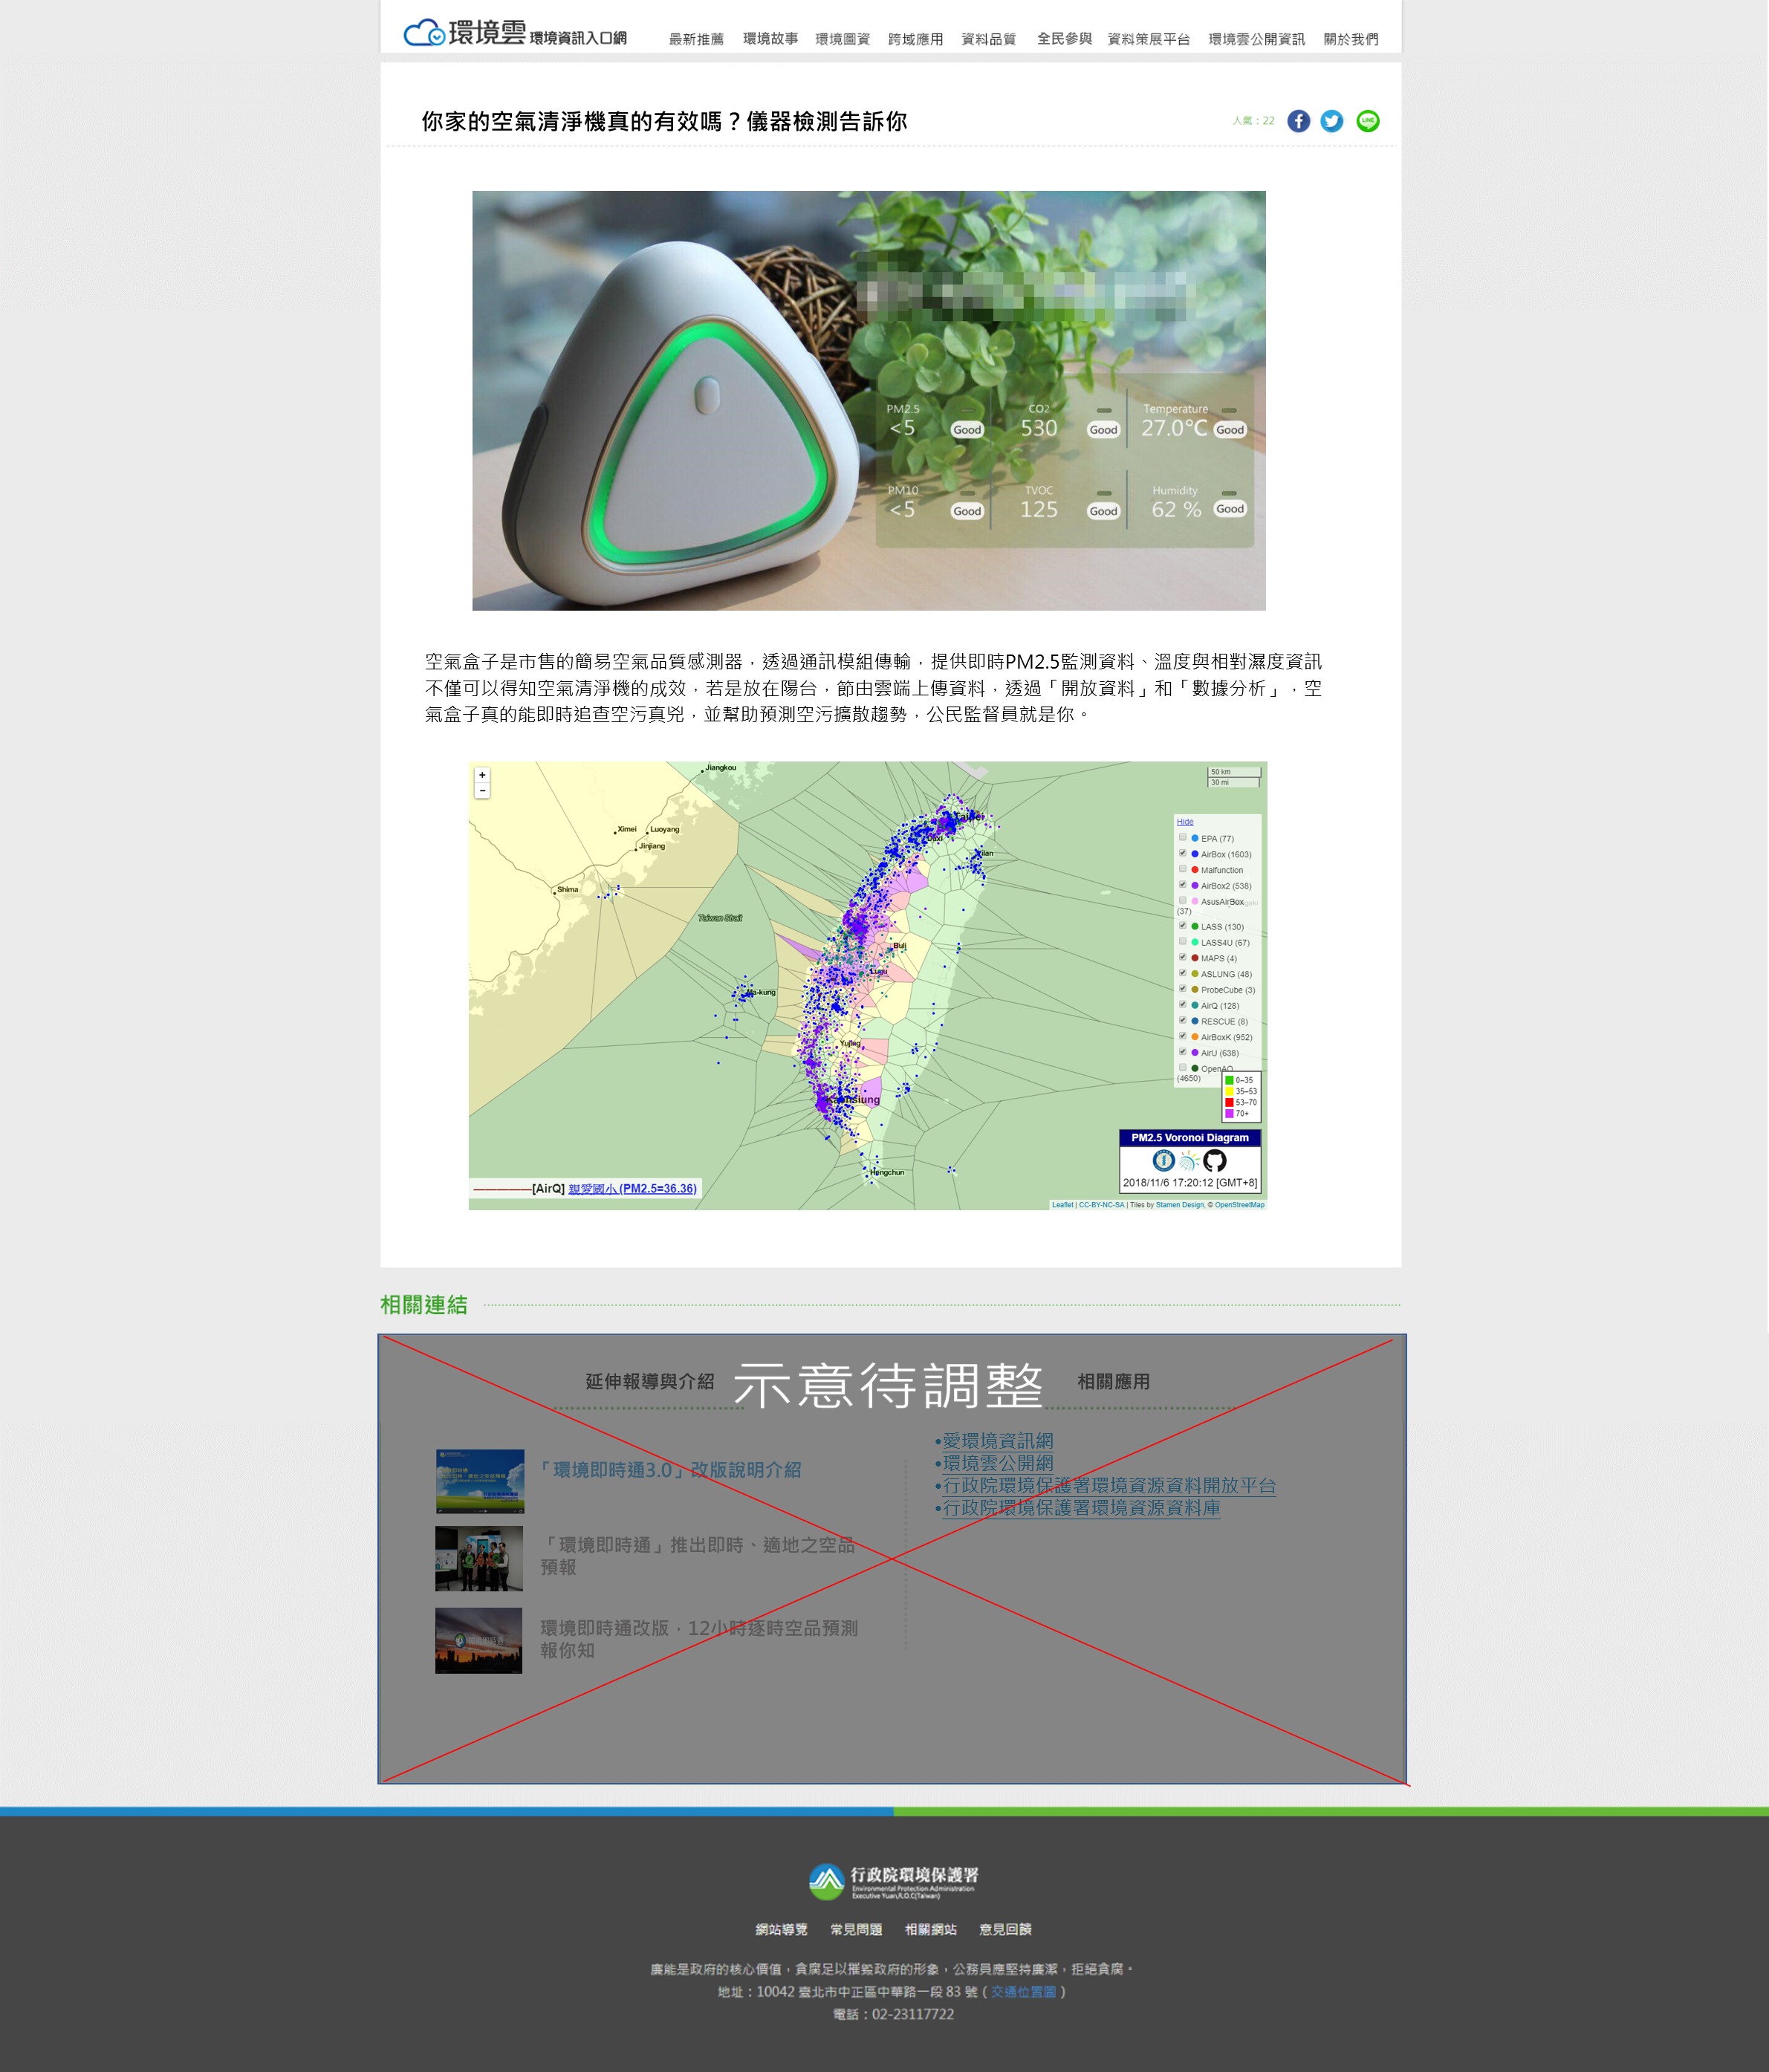 環境雲 環境資訊入口網
最新推薦 環境故事 環境圖資 跨域應用 資料品質 全民參與 資料策展平台 環境雲公開資訊 關於我們
你家的空氣清淨機真的有效嗎？儀器檢測告訴你
人氣：22
LINE
PM2.5 CO2 Temperature
<5 Good 530 Good 27.0℃ Good
PM10 TVOC Humidity
<5 Good 125 Good 62 % Good
空氣盒子是市售的簡易空氣品質感測器，透過通訊模組傳輸，提供即時PM2.5監測資料、溫度與相對濕度資訊
不僅可以得知空氣清淨機的成效，若是放在陽台，節由雲端上傳資料，透過「開放資料」和「數據分析」，空
氣盒子真的能即時追查空污真兇，並幫助預測空污擴散趨勢，公民監督員就是你。
+
−
Jiangkou
50 km
30 mi
Ximei
Luoyang
Jinjiang
Shima
Taiwan Strait
Taipei
Yilan
Buli
Lugu
Ma-kung
Yujing
Kaohsiung
Hengchun
Hide
EPA (77)
AirBox (1603)
Malfunction
AirBox2 (538)
AsusAirBox
(37)
LASS (130)
LASS4U (67)
MAPS (4)
ASLUNG (48)
ProbeCube (3)
AirQ (128)
RESCUE (8)
AirBoxK (952)
AirU (638)
OpenAQ
(4650)
0–35
35–53
53–70
70+
PM2.5 Voronoi Diagram
2018/11/6 17:20:12 [GMT+8]
——————[AirQ] 親愛國小 (PM2.5=36.36)
Leaflet | CC-BY-NC-SA | Tiles by Stamen Design, © OpenStreetMap
相關連結
延伸報導與介紹 示意待調整 相關應用
「環境即時通3.0」改版說明介紹
「環境即時通」推出即時、適地之空品
預報
環境即時通改版，12小時逐時空品預測
報你知
•愛環境資訊網
•環境雲公開網
•行政院環境保護署環境資源資料開放平台
•行政院環境保護署環境資源資料庫
行政院環境保護署
Environmental Protection Administration
Executive Yuan,R.O.C(Taiwan)
網站導覽 常見問題 相關網站 意見回饋
廉能是政府的核心價值，貪腐足以摧毀政府的形象，公務員應堅持廉潔，拒絕貪腐。
地址：10042 臺北市中正區中華路一段 83 號 ( 交通位置圖 )
電話：02-23117722